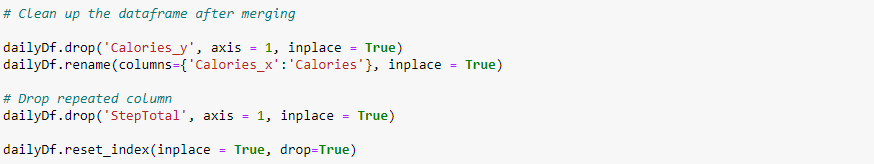 # Clean up the dataframe after merging
dailyDf.drop('Calories_y', axis = 1, inplace = True)
dailyDf.rename(columns={'Calories_x':'Calories'}, inplace = True)
# Drop repeated column
dailyDf.drop('StepTotal', axis = 1, inplace = True)
dailyDf.reset_index(inplace = True, drop=True)